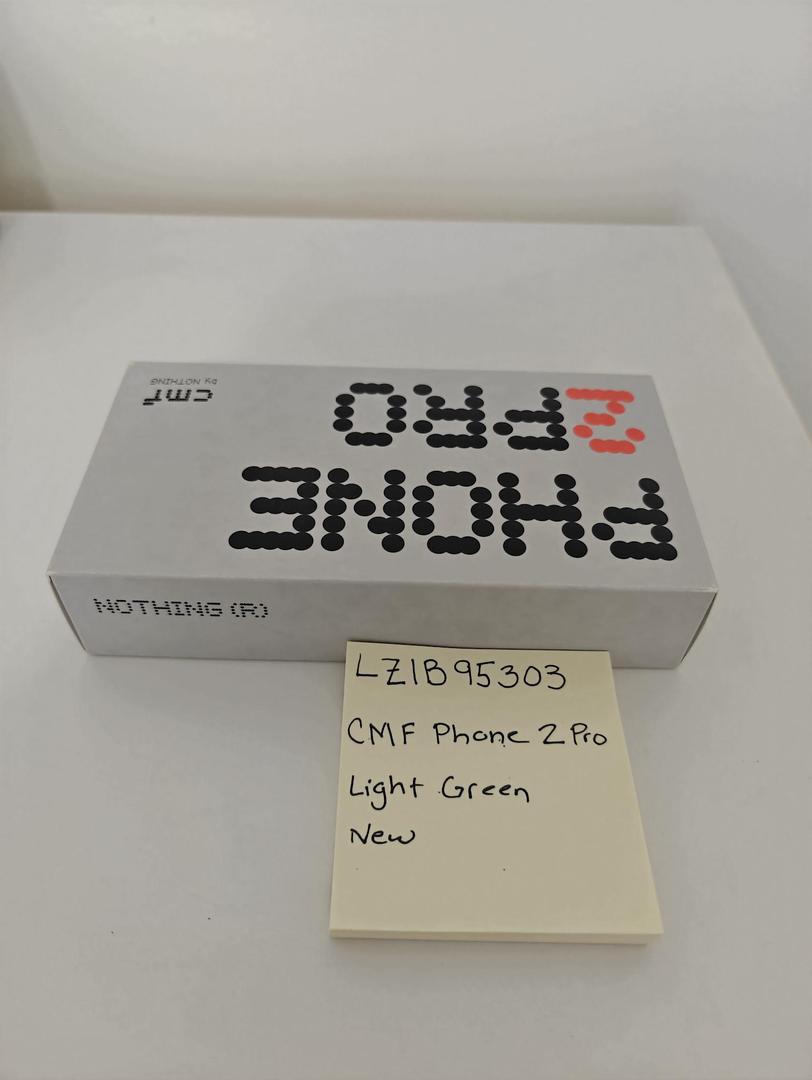 PHONE
2 PRO
cmf
by NOTHING
NOTHING (R)
LZ1B95303
CMF Phone 2 Pro
Light Green
New